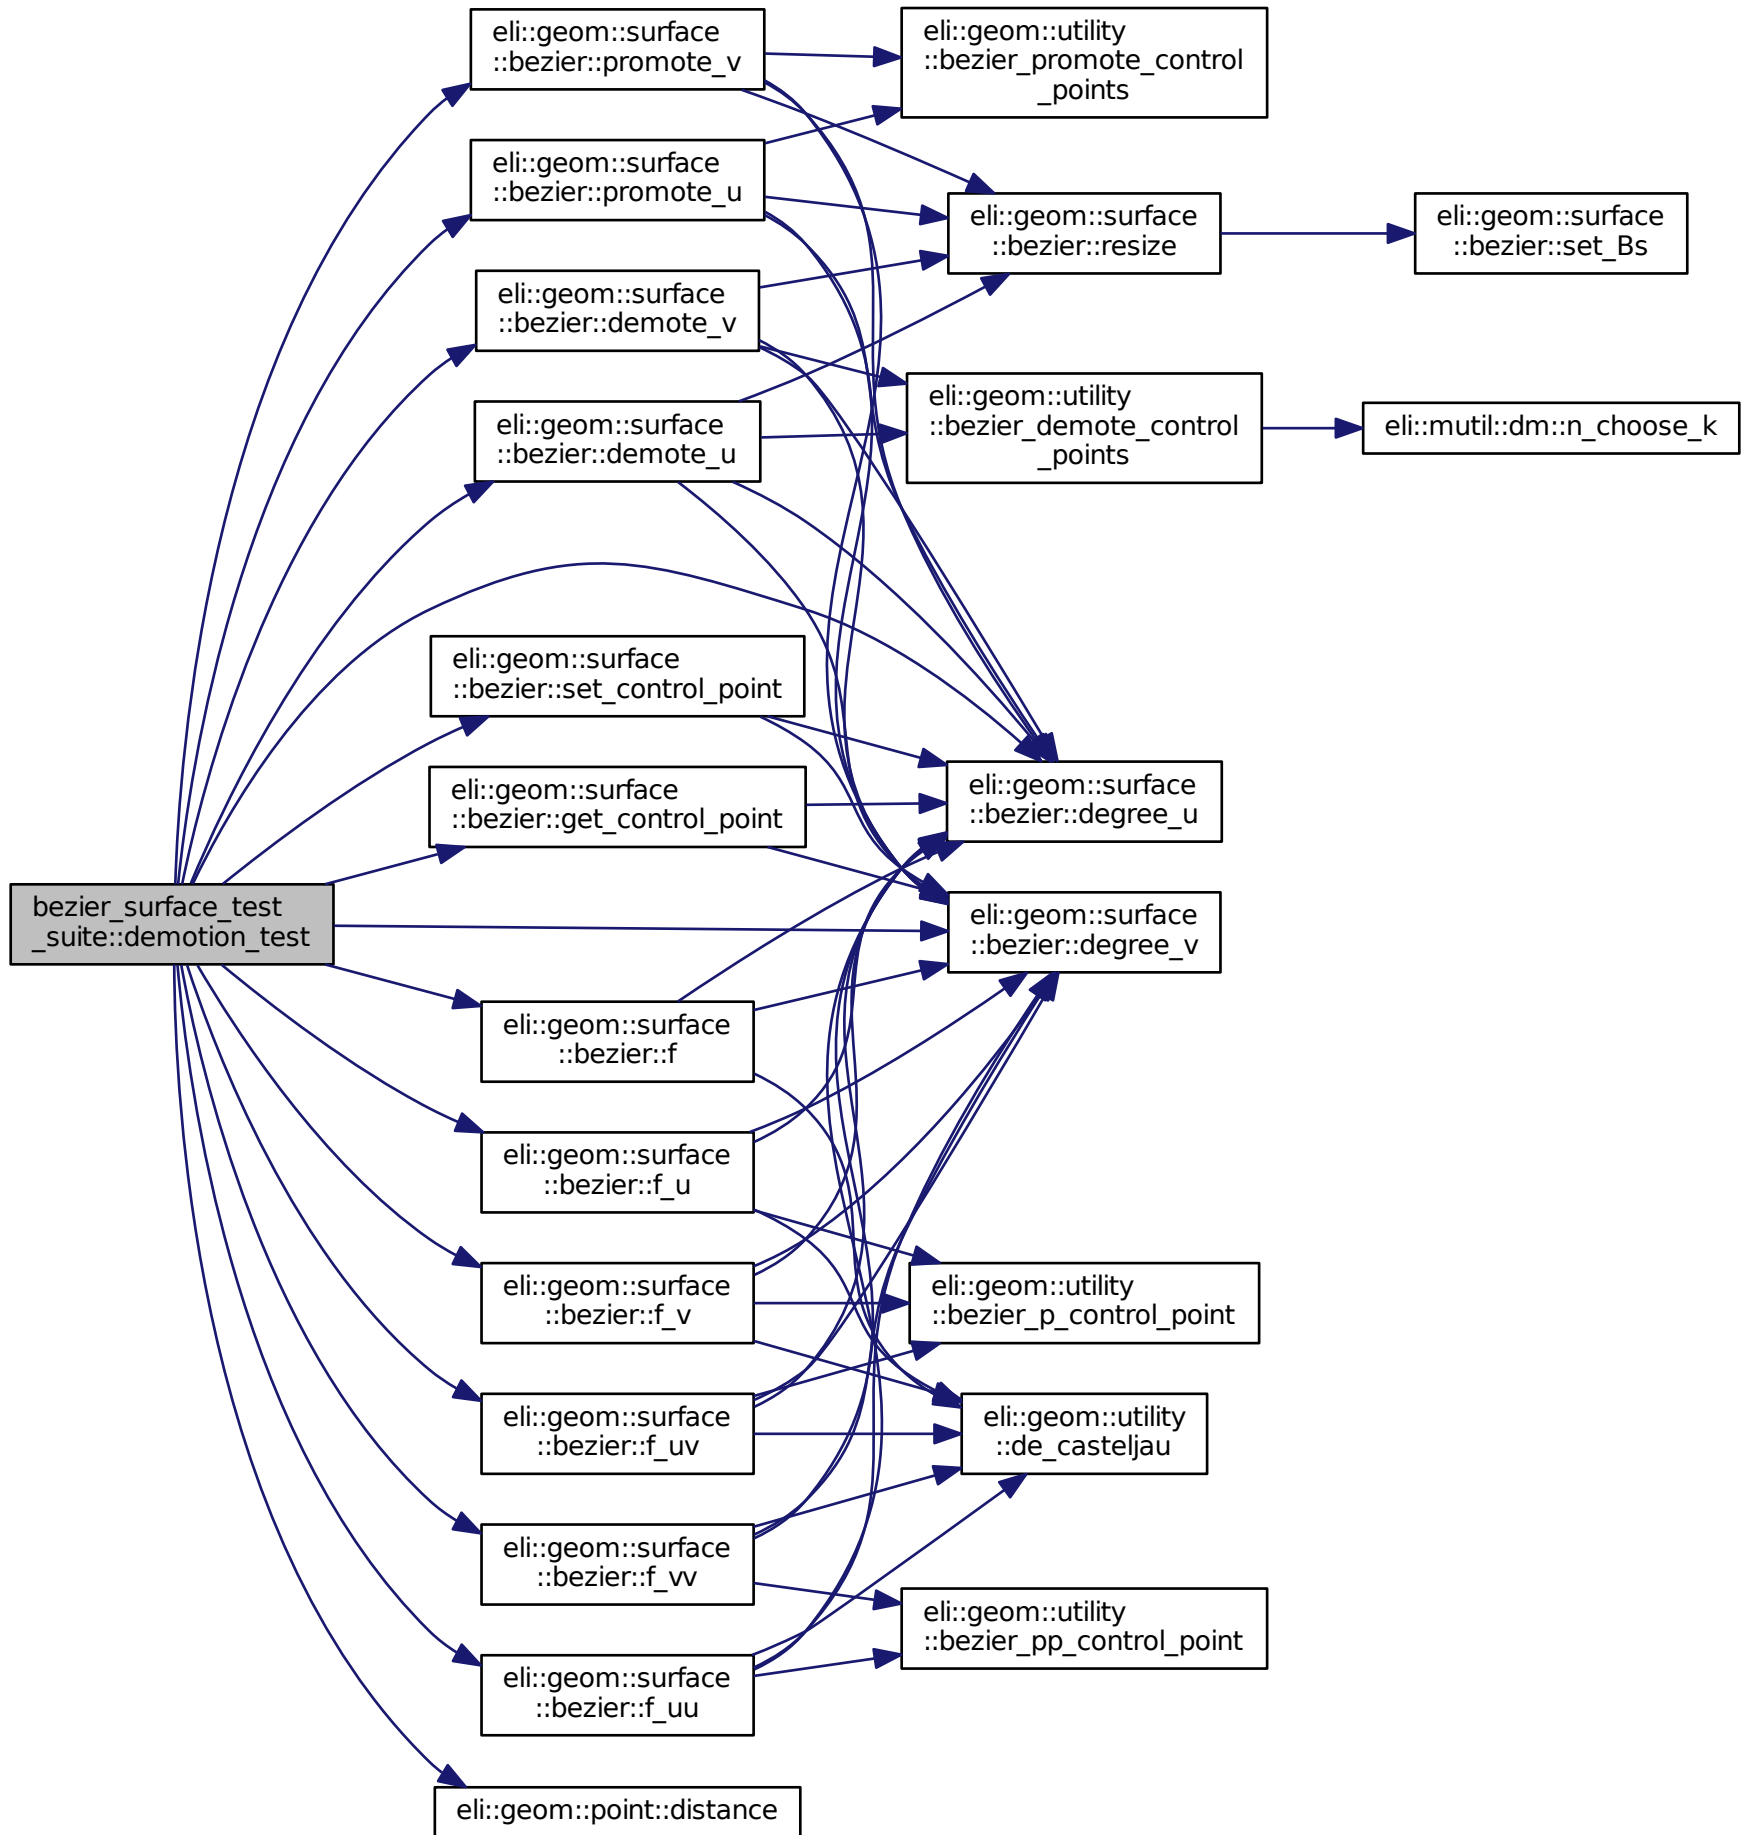 eli::geom::surface
::bezier::promote_v
eli::geom::utility
::bezier_promote_control
_points
eli::geom::surface
::bezier::promote_u
eli::geom::surface
::bezier::resize
eli::geom::surface
::bezier::set_Bs
eli::geom::surface
::bezier::demote_v
eli::geom::surface
::bezier::demote_u
eli::geom::utility
::bezier_demote_control
_points
eli::mutil::dm::n_choose_k
eli::geom::surface
::bezier::set_control_point
eli::geom::surface
::bezier::get_control_point
eli::geom::surface
::bezier::degree_u
bezier_surface_test
_suite::demotion_test
eli::geom::surface
::bezier::degree_v
eli::geom::surface
::bezier::f
eli::geom::surface
::bezier::f_u
eli::geom::surface
::bezier::f_v
eli::geom::utility
::bezier_p_control_point
eli::geom::surface
::bezier::f_uv
eli::geom::utility
::de_casteljau
eli::geom::surface
::bezier::f_vv
eli::geom::utility
::bezier_pp_control_point
eli::geom::surface
::bezier::f_uu
eli::geom::point::distance